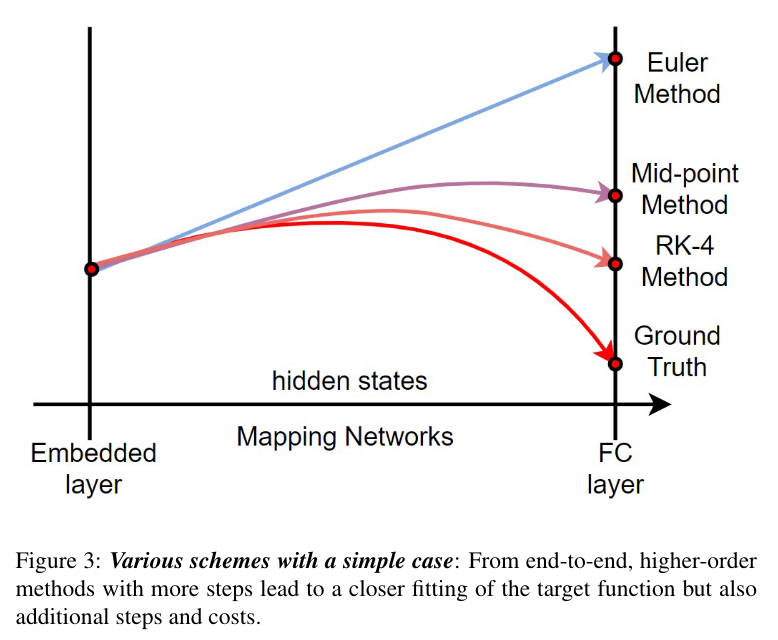 Euler
Method
Mid-point
Method
RK-4
Method
Ground
Truth
hidden states
Mapping Networks
Embedded
layer
FC
layer
Figure 3: Various schemes with a simple case: From end-to-end, higher-order
methods with more steps lead to a closer fitting of the target function but also
additional steps and costs.